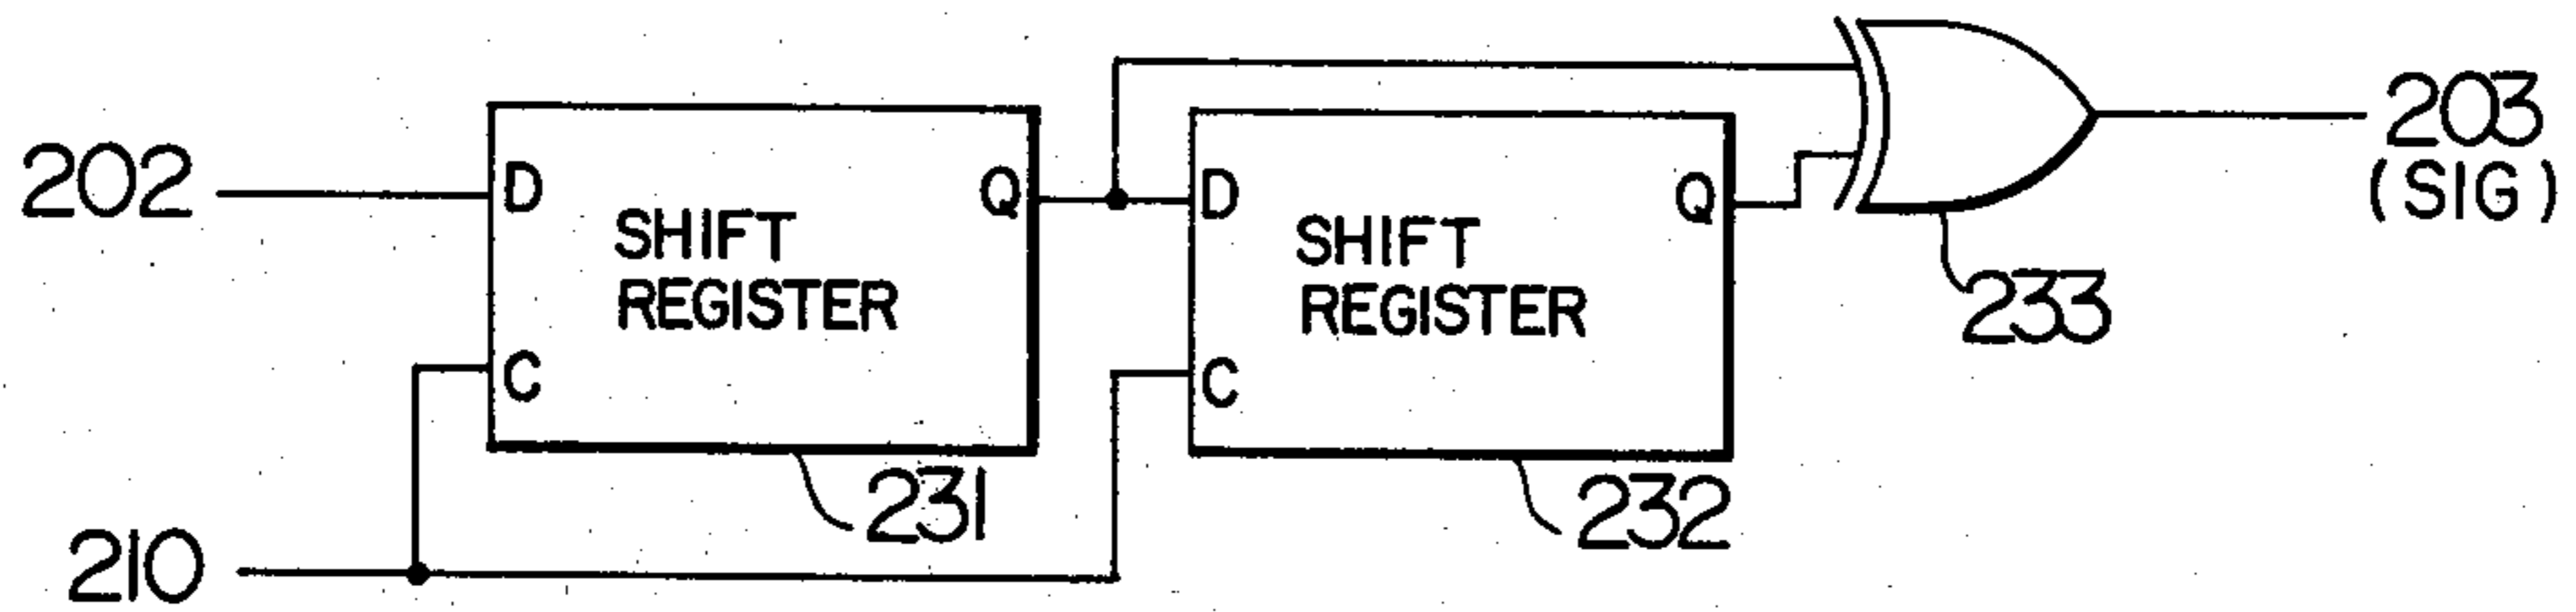 202
D
Q
SHIFT
REGISTER
C
231
D
Q
SHIFT
REGISTER
C
232
233
203
(SIG)
210